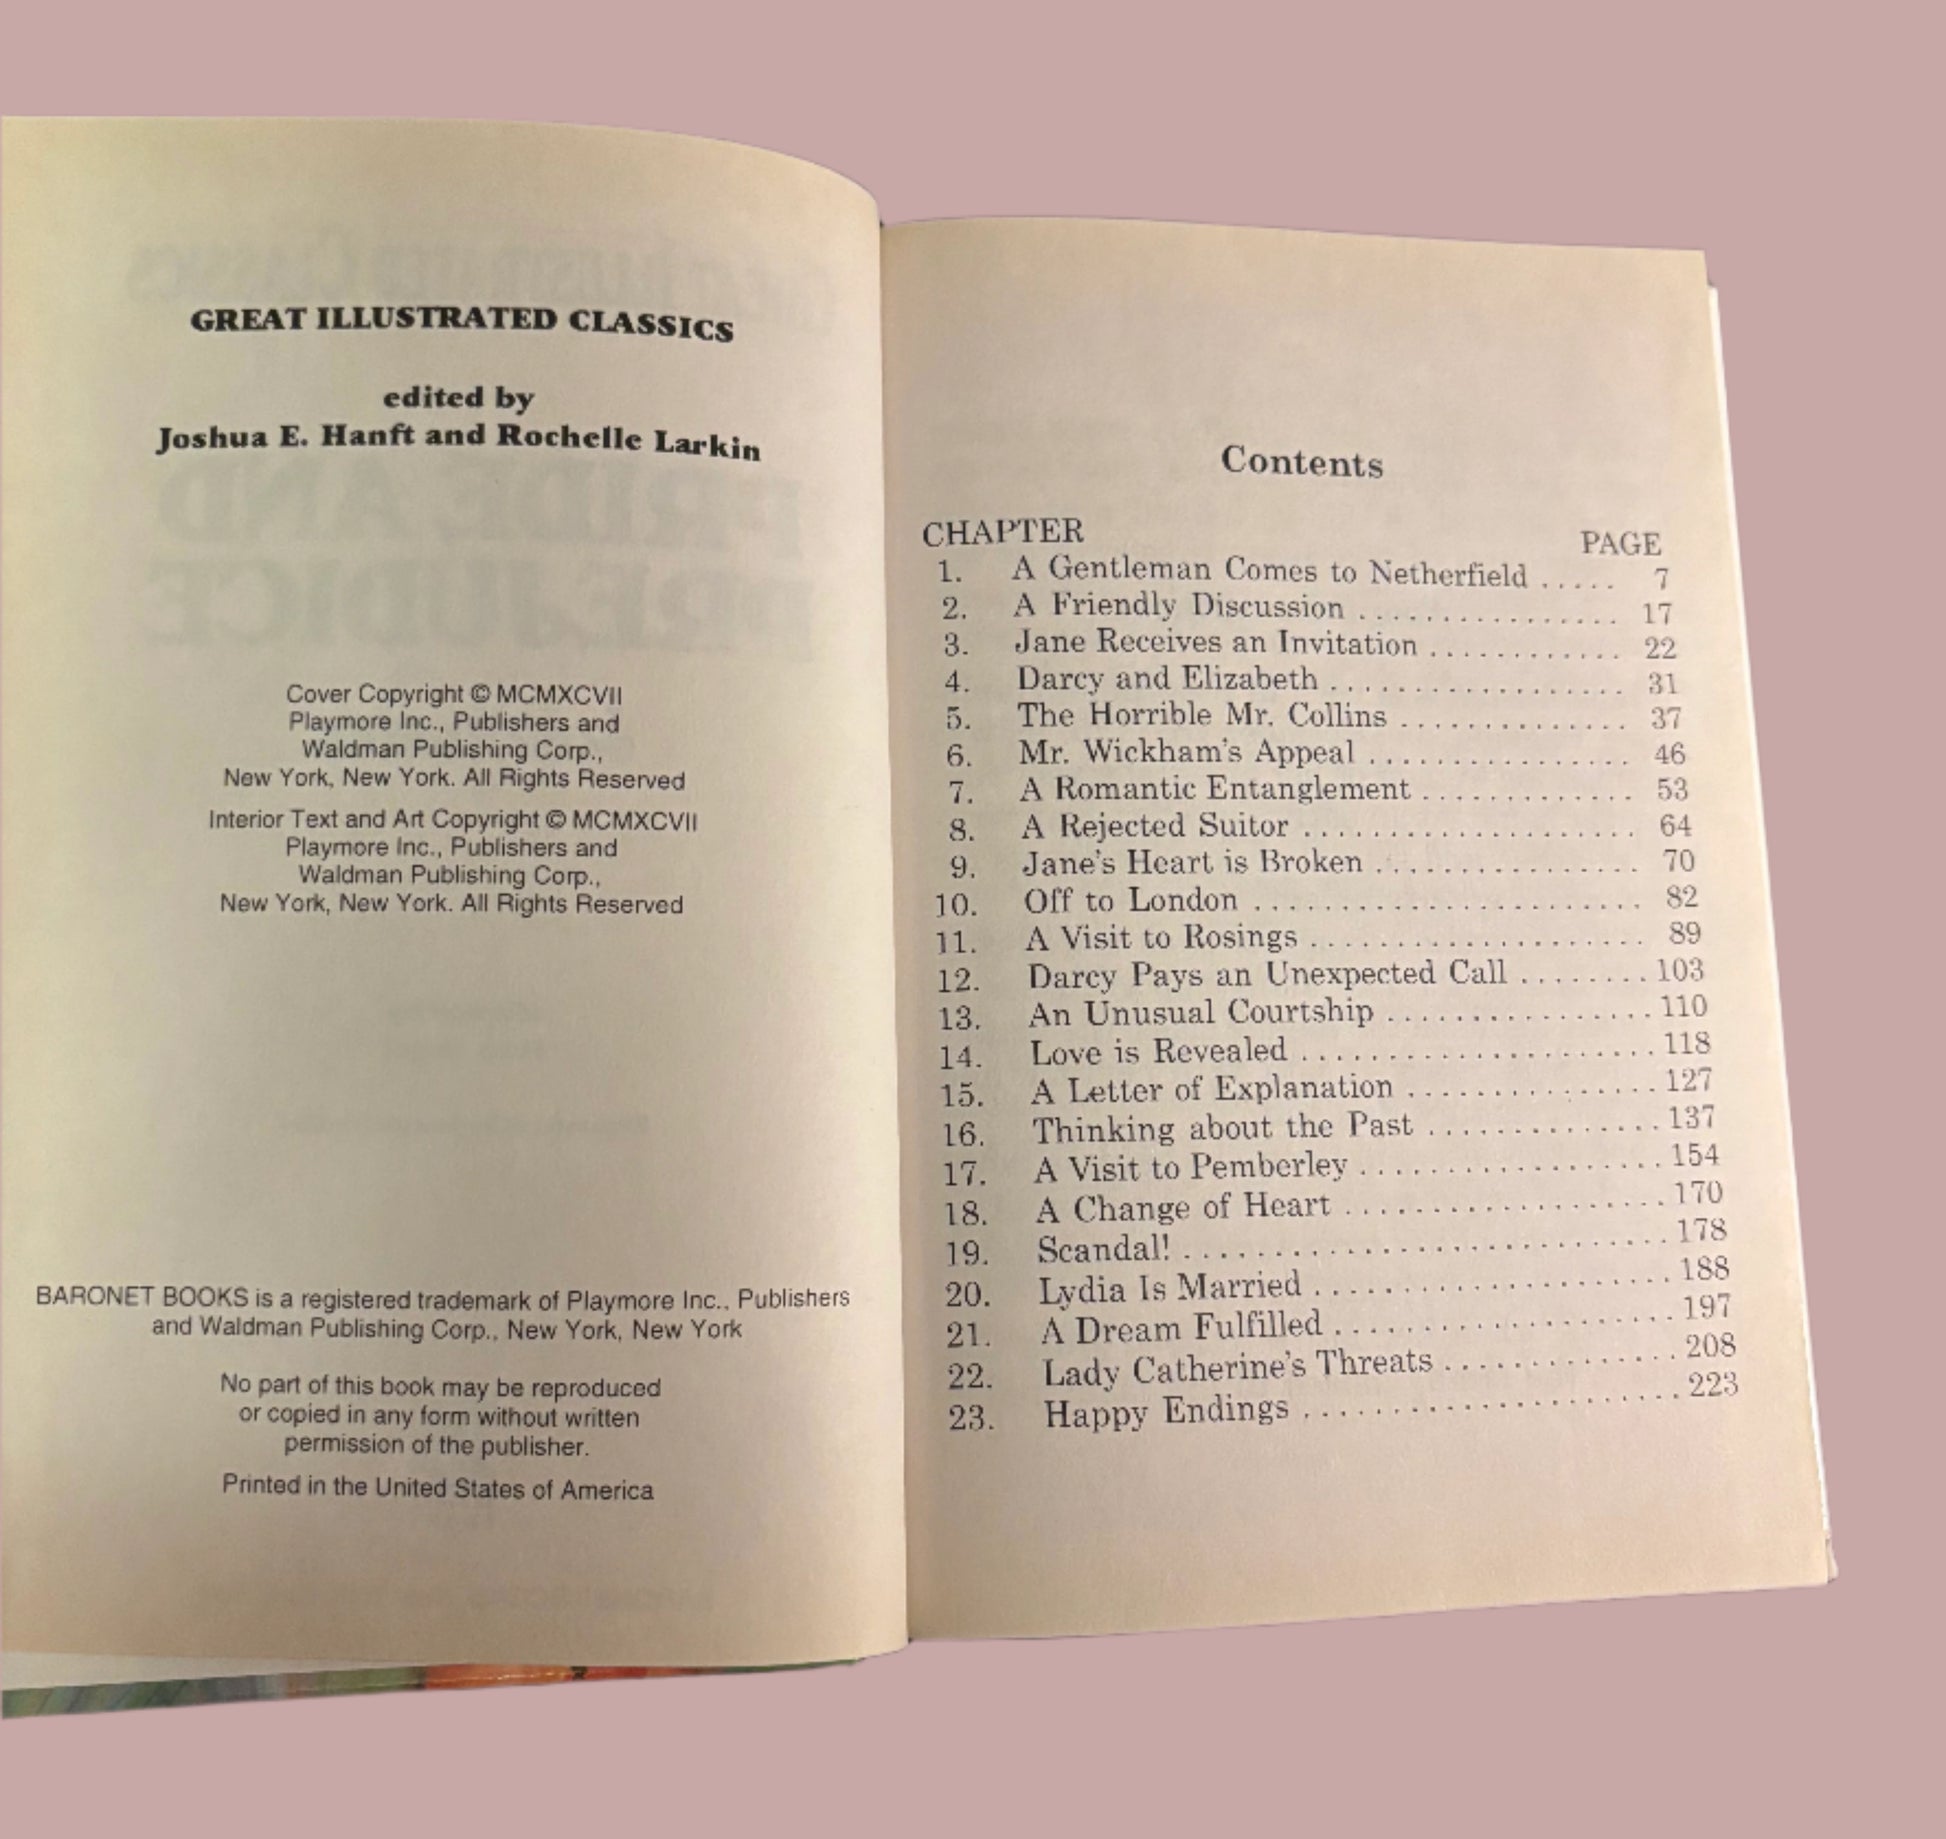 GREAT ILLUSTRATED CLASSICS
edited by
Joshua E. Hanft and Rochelle Larkin
PRIDE AND
PREJUDICE
Cover Copyright © MCMXCVII
Playmore Inc., Publishers and
Waldman Publishing Corp.,
New York, New York. All Rights Reserved
Interior Text and Art Copyright © MCMXCVII
Playmore Inc., Publishers and
Waldman Publishing Corp.,
New York, New York. All Rights Reserved
BARONET BOOKS is a registered trademark of Playmore Inc., Publishers
and Waldman Publishing Corp., New York, New York
No part of this book may be reproduced
or copied in any form without written
permission of the publisher.
Printed in the United States of America
Contents
CHAPTER PAGE
1. A Gentleman Comes to Netherfield ..... 7
2. A Friendly Discussion ................ 17
3. Jane Receives an Invitation ............ 22
4. Darcy and Elizabeth .................. 31
5. The Horrible Mr. Collins .............. 37
6. Mr. Wickham's Appeal ................ 46
7. A Romantic Entanglement ............. 53
8. A Rejected Suitor ..................... 64
9. Jane's Heart is Broken ................ 70
10. Off to London ........................ 82
11. A Visit to Rosings .................... 89
12. Darcy Pays an Unexpected Call ........ 103
13. An Unusual Courtship ................ 110
14. Love is Revealed ..................... 118
15. A Letter of Explanation ............... 127
16. Thinking about the Past .............. 137
17. A Visit to Pemberley .................. 154
18. A Change of Heart ................... 170
19. Scandal! ............................. 178
20. Lydia Is Married ..................... 188
21. A Dream Fulfilled .................... 197
22. Lady Catherine's Threats .............. 208
23. Happy Endings ...................... 223